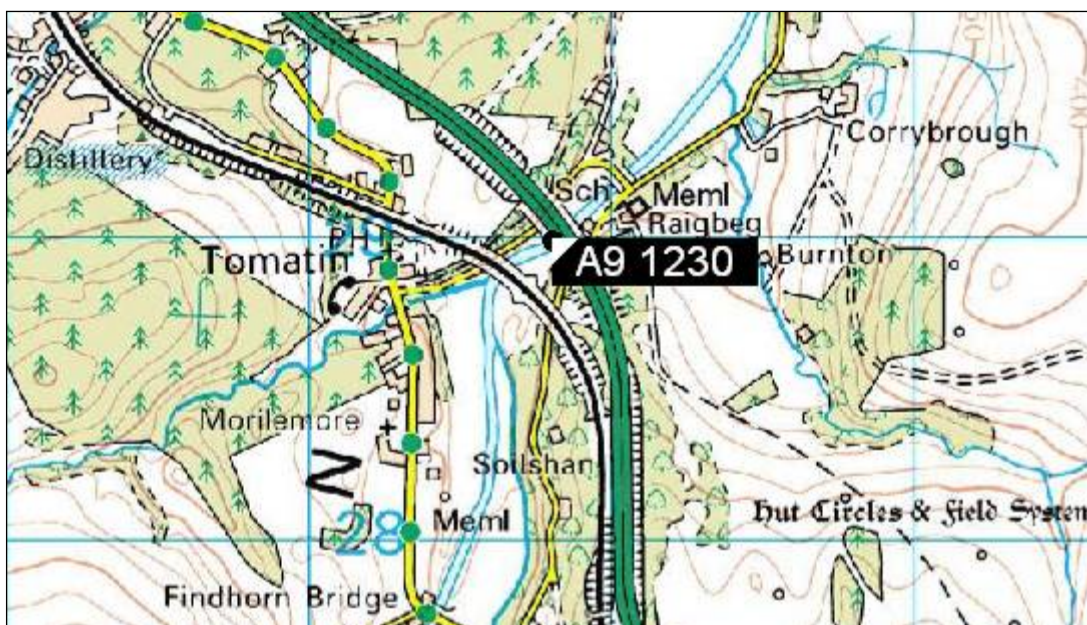 Distillery
Corrybrough
Sch
Meml
Raigbeg
PH
29
Tomatin
A9 1230
Burnton
Morilemore
Soilshan
N
Hut Circles & Field System
28
Meml
Findhorn Bridge